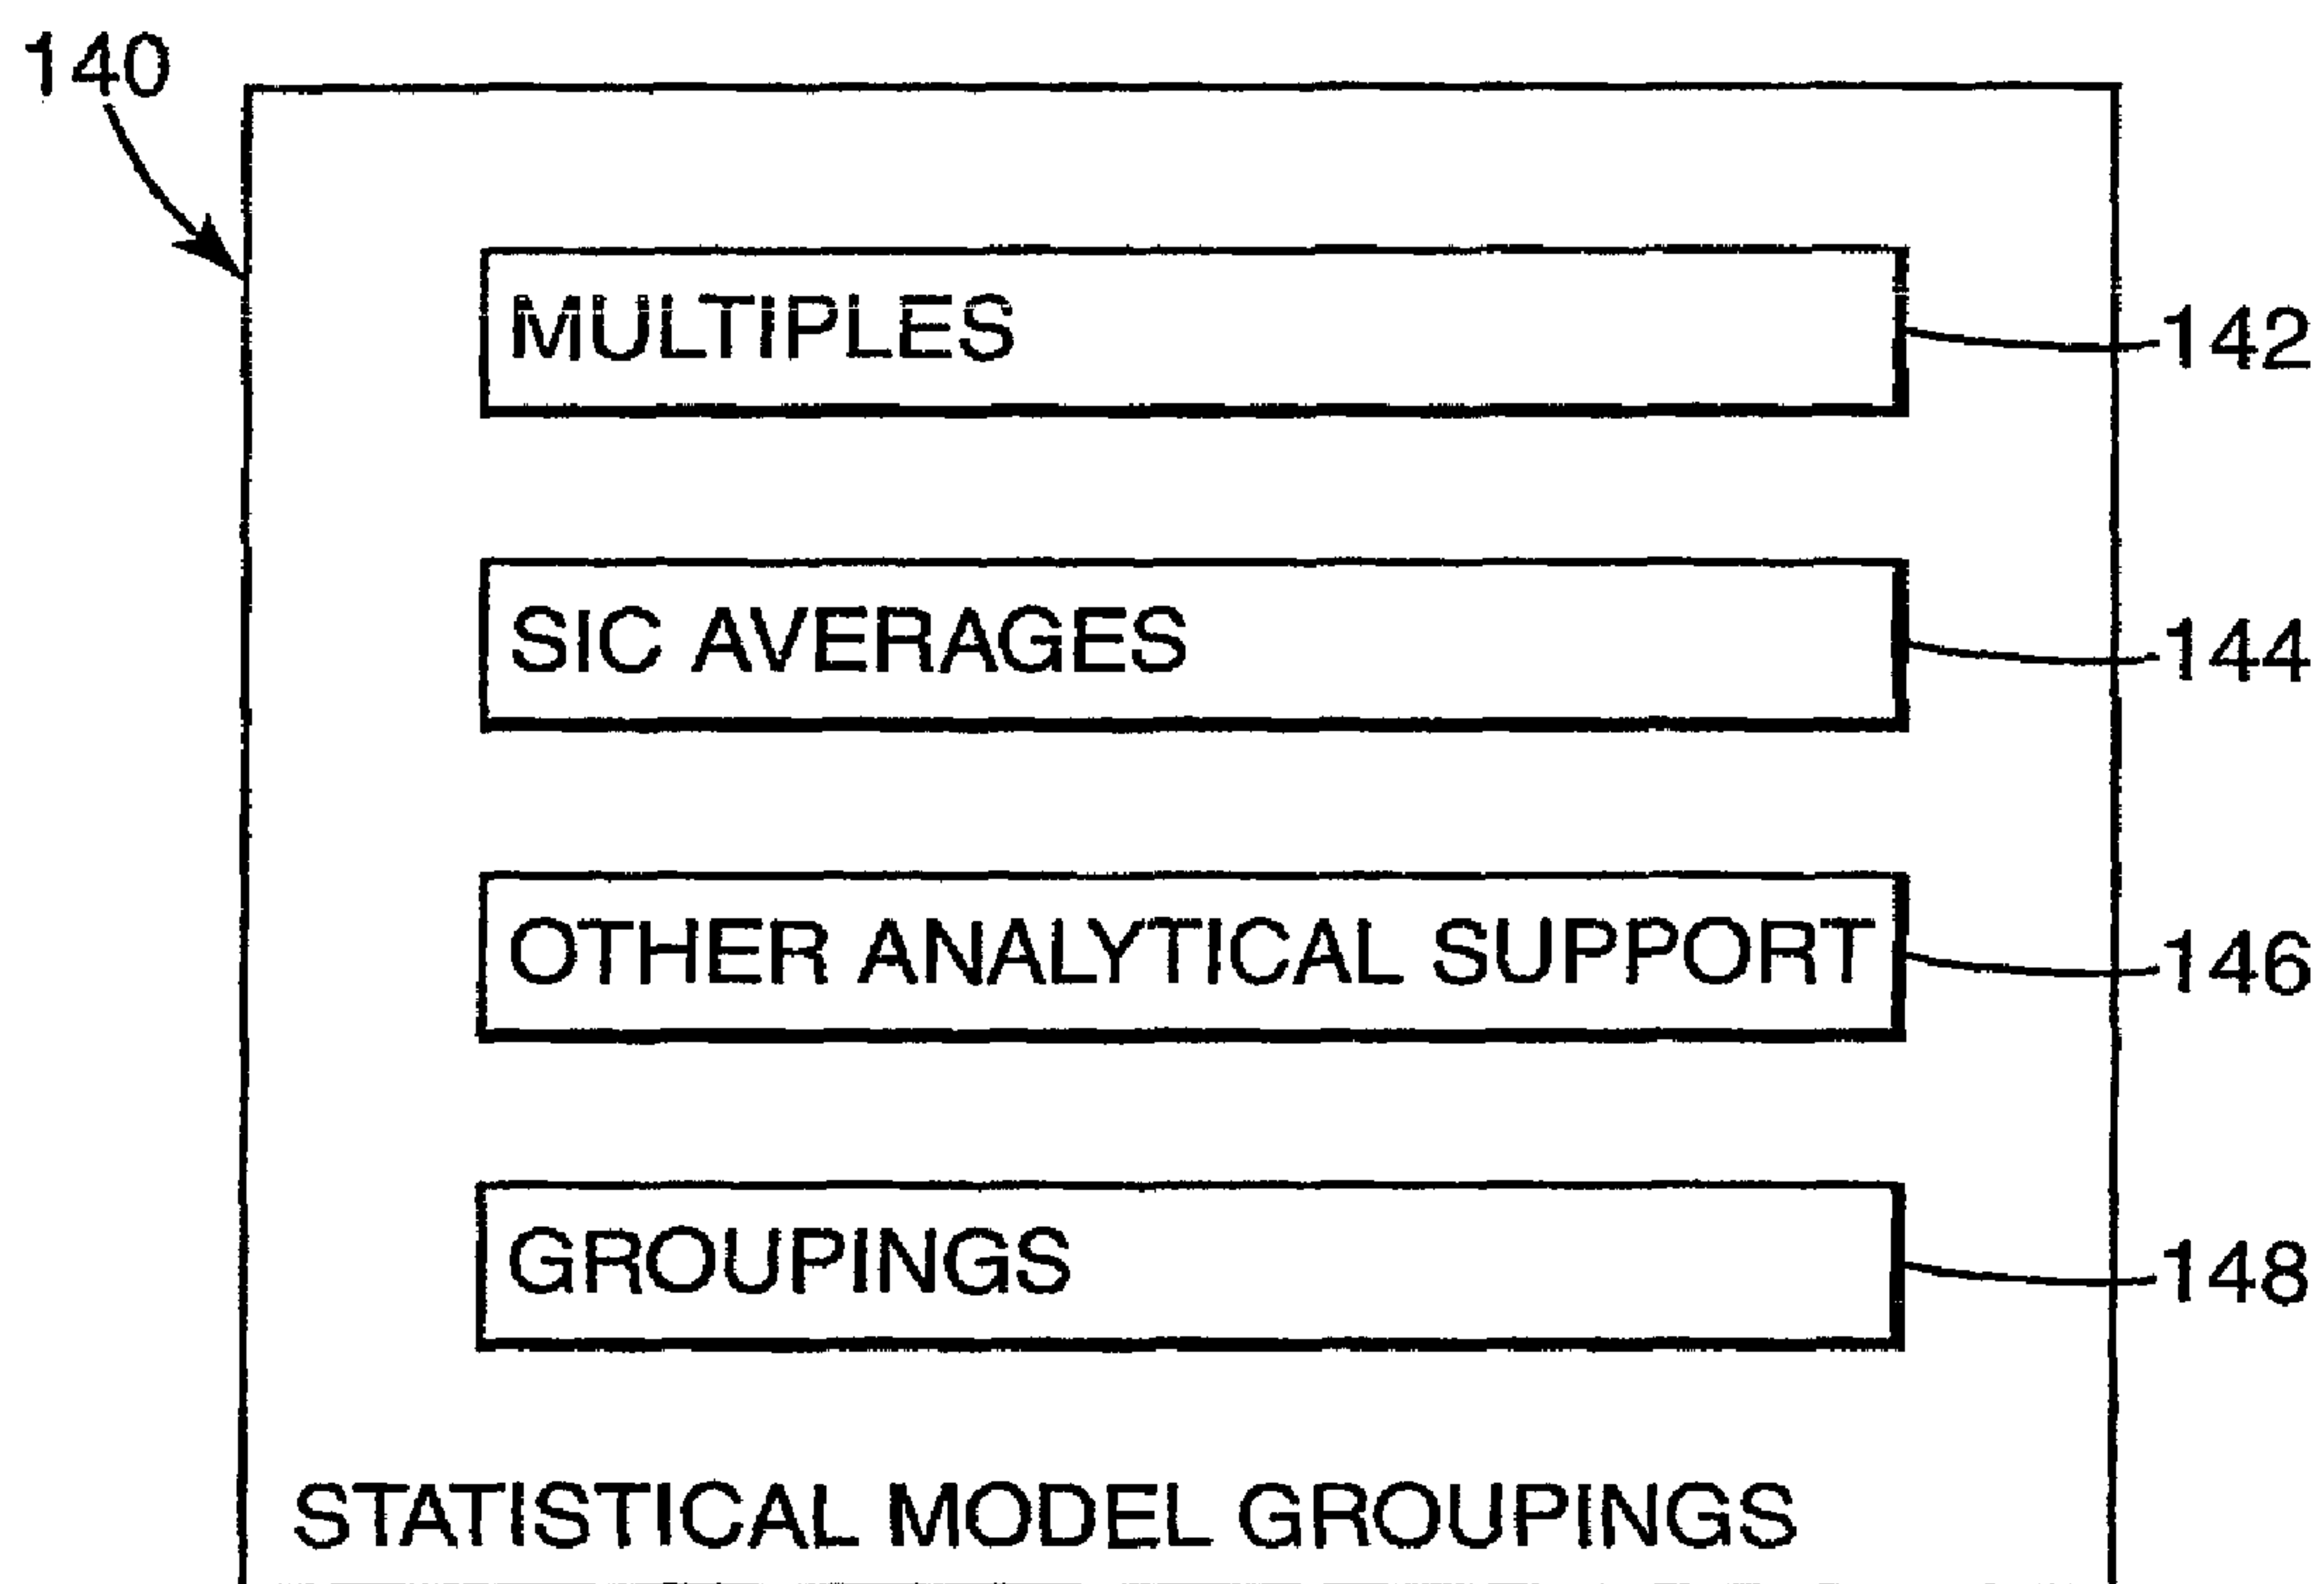 140
MULTIPLES
142
SIC AVERAGES
144
OTHER ANALYTICAL SUPPORT
146
GROUPINGS
148
STATISTICAL MODEL GROUPINGS